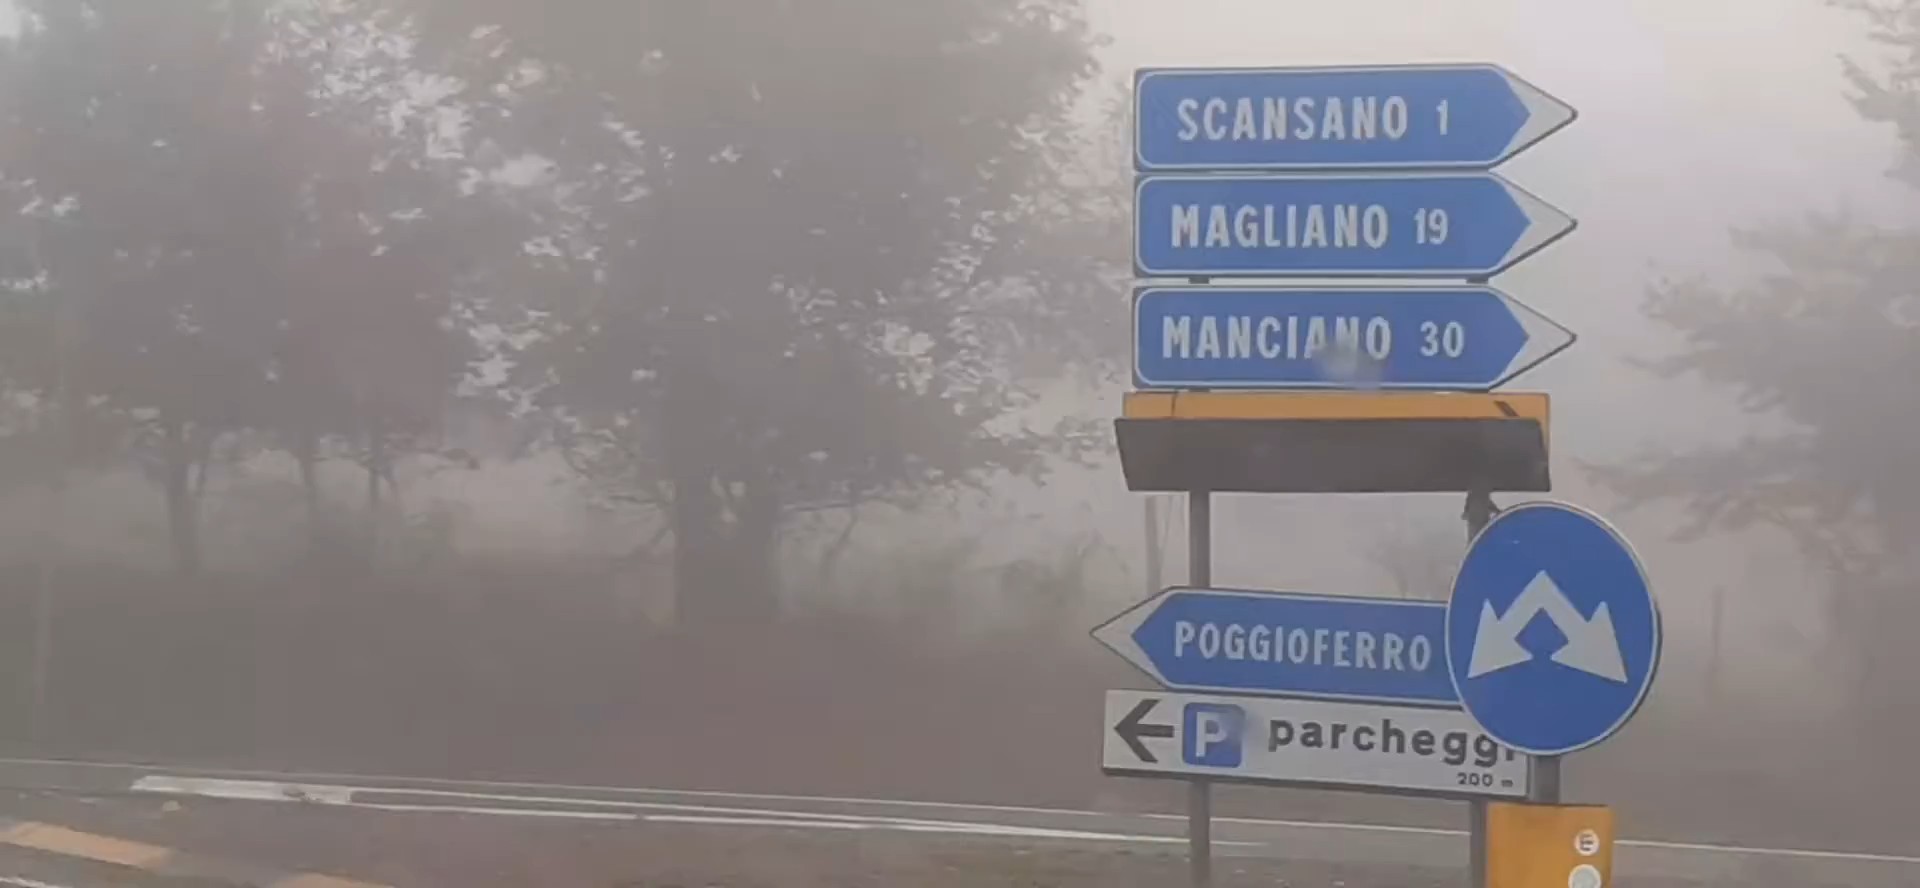 SCANSANO 1
MAGLIANO 19
MANCIANO 30
POGGIOFERRO
P parcheggi
200 m
E